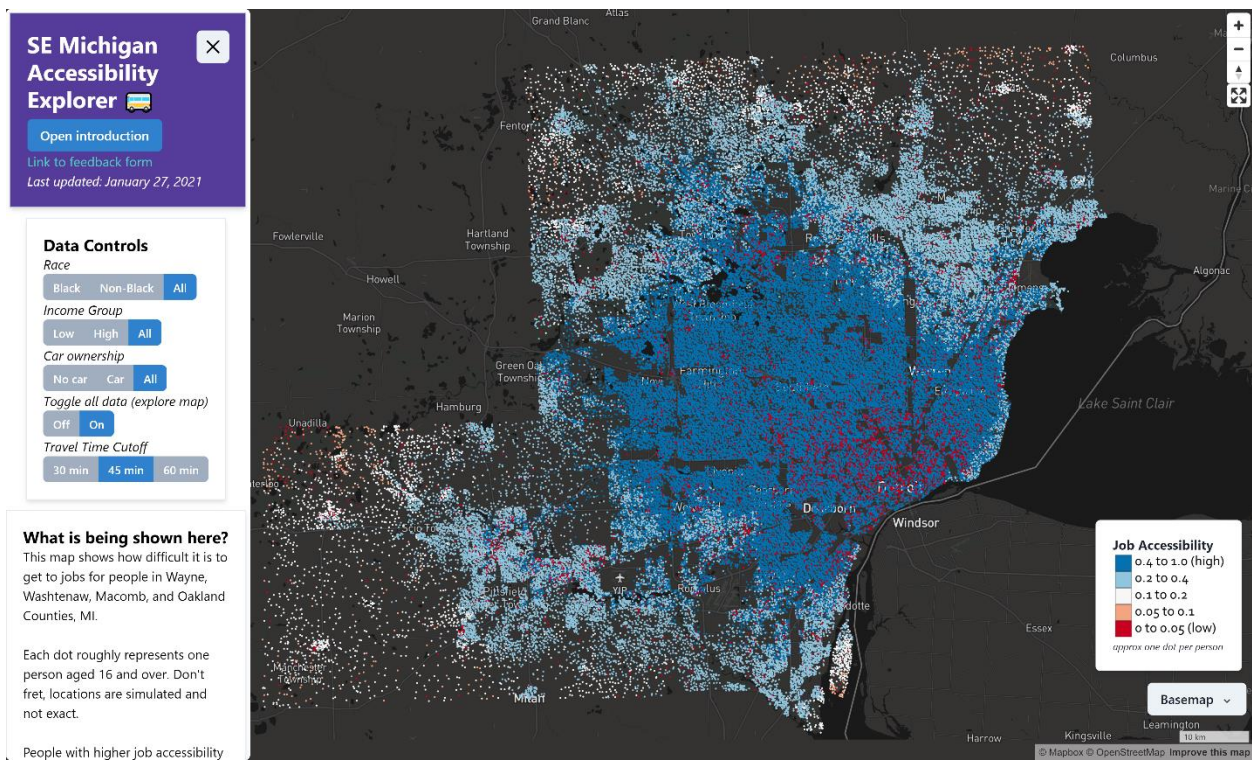 SE Michigan
Accessibility
Explorer
Open introduction
Link to feedback form
Last updated: January 27, 2021
Data Controls
Race
Black Non-Black All
Income Group
Low High All
Car ownership
No car Car All
Toggle all data (explore map)
Off On
Travel Time Cutoff
30 min 45 min 60 min
What is being shown here?
This map shows how difficult it is to
get to jobs for people in Wayne,
Washtenaw, Macomb, and Oakland
Counties, MI.
Each dot roughly represents one
person aged 16 and over. Don't
fret, locations are simulated and
not exact.
People with higher job accessibility
Atlas
Grand Blanc
Columbus
Fenton
Fowlerville
Hartland
Township
Howell
Algonac
Marion
Township
Green Oak
Township
Farmington
Hamburg
Unadilla
Lake Saint Clair
Windsor
YIP
Essex
Manchester
Township
Milan
Harrow
Kingsville
Leamington
Job Accessibility
0.4 to 1.0 (high)
0.2 to 0.4
0.1 to 0.2
0.05 to 0.1
0 to 0.05 (low)
approx one dot per person
Basemap
10 km
© Mapbox © OpenStreetMap Improve this map